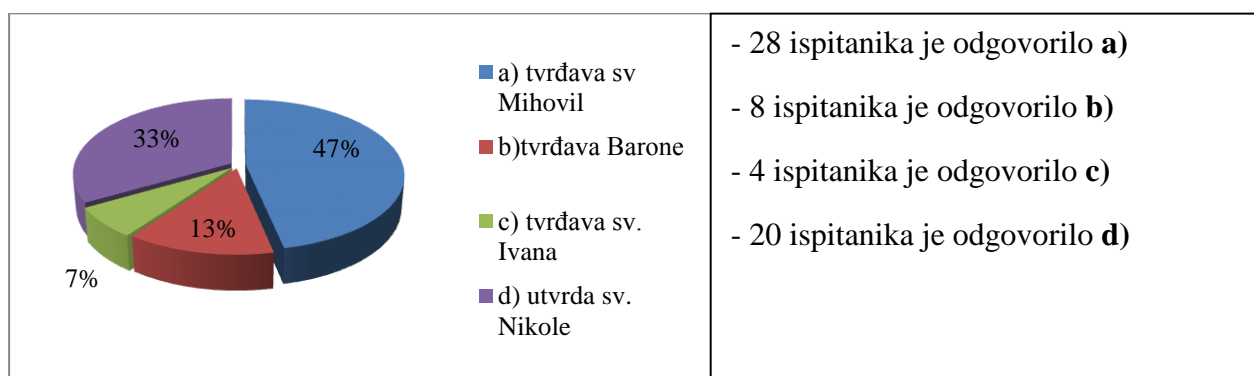 33%
47%
13%
7%
a) tvrđava sv
Mihovil
b)tvrđava Barone
c) tvrđava sv.
Ivana
d) utvrda sv.
Nikole
- 28 ispitanika je odgovorilo a)
- 8 ispitanika je odgovorilo b)
- 4 ispitanika je odgovorilo c)
- 20 ispitanika je odgovorilo d)